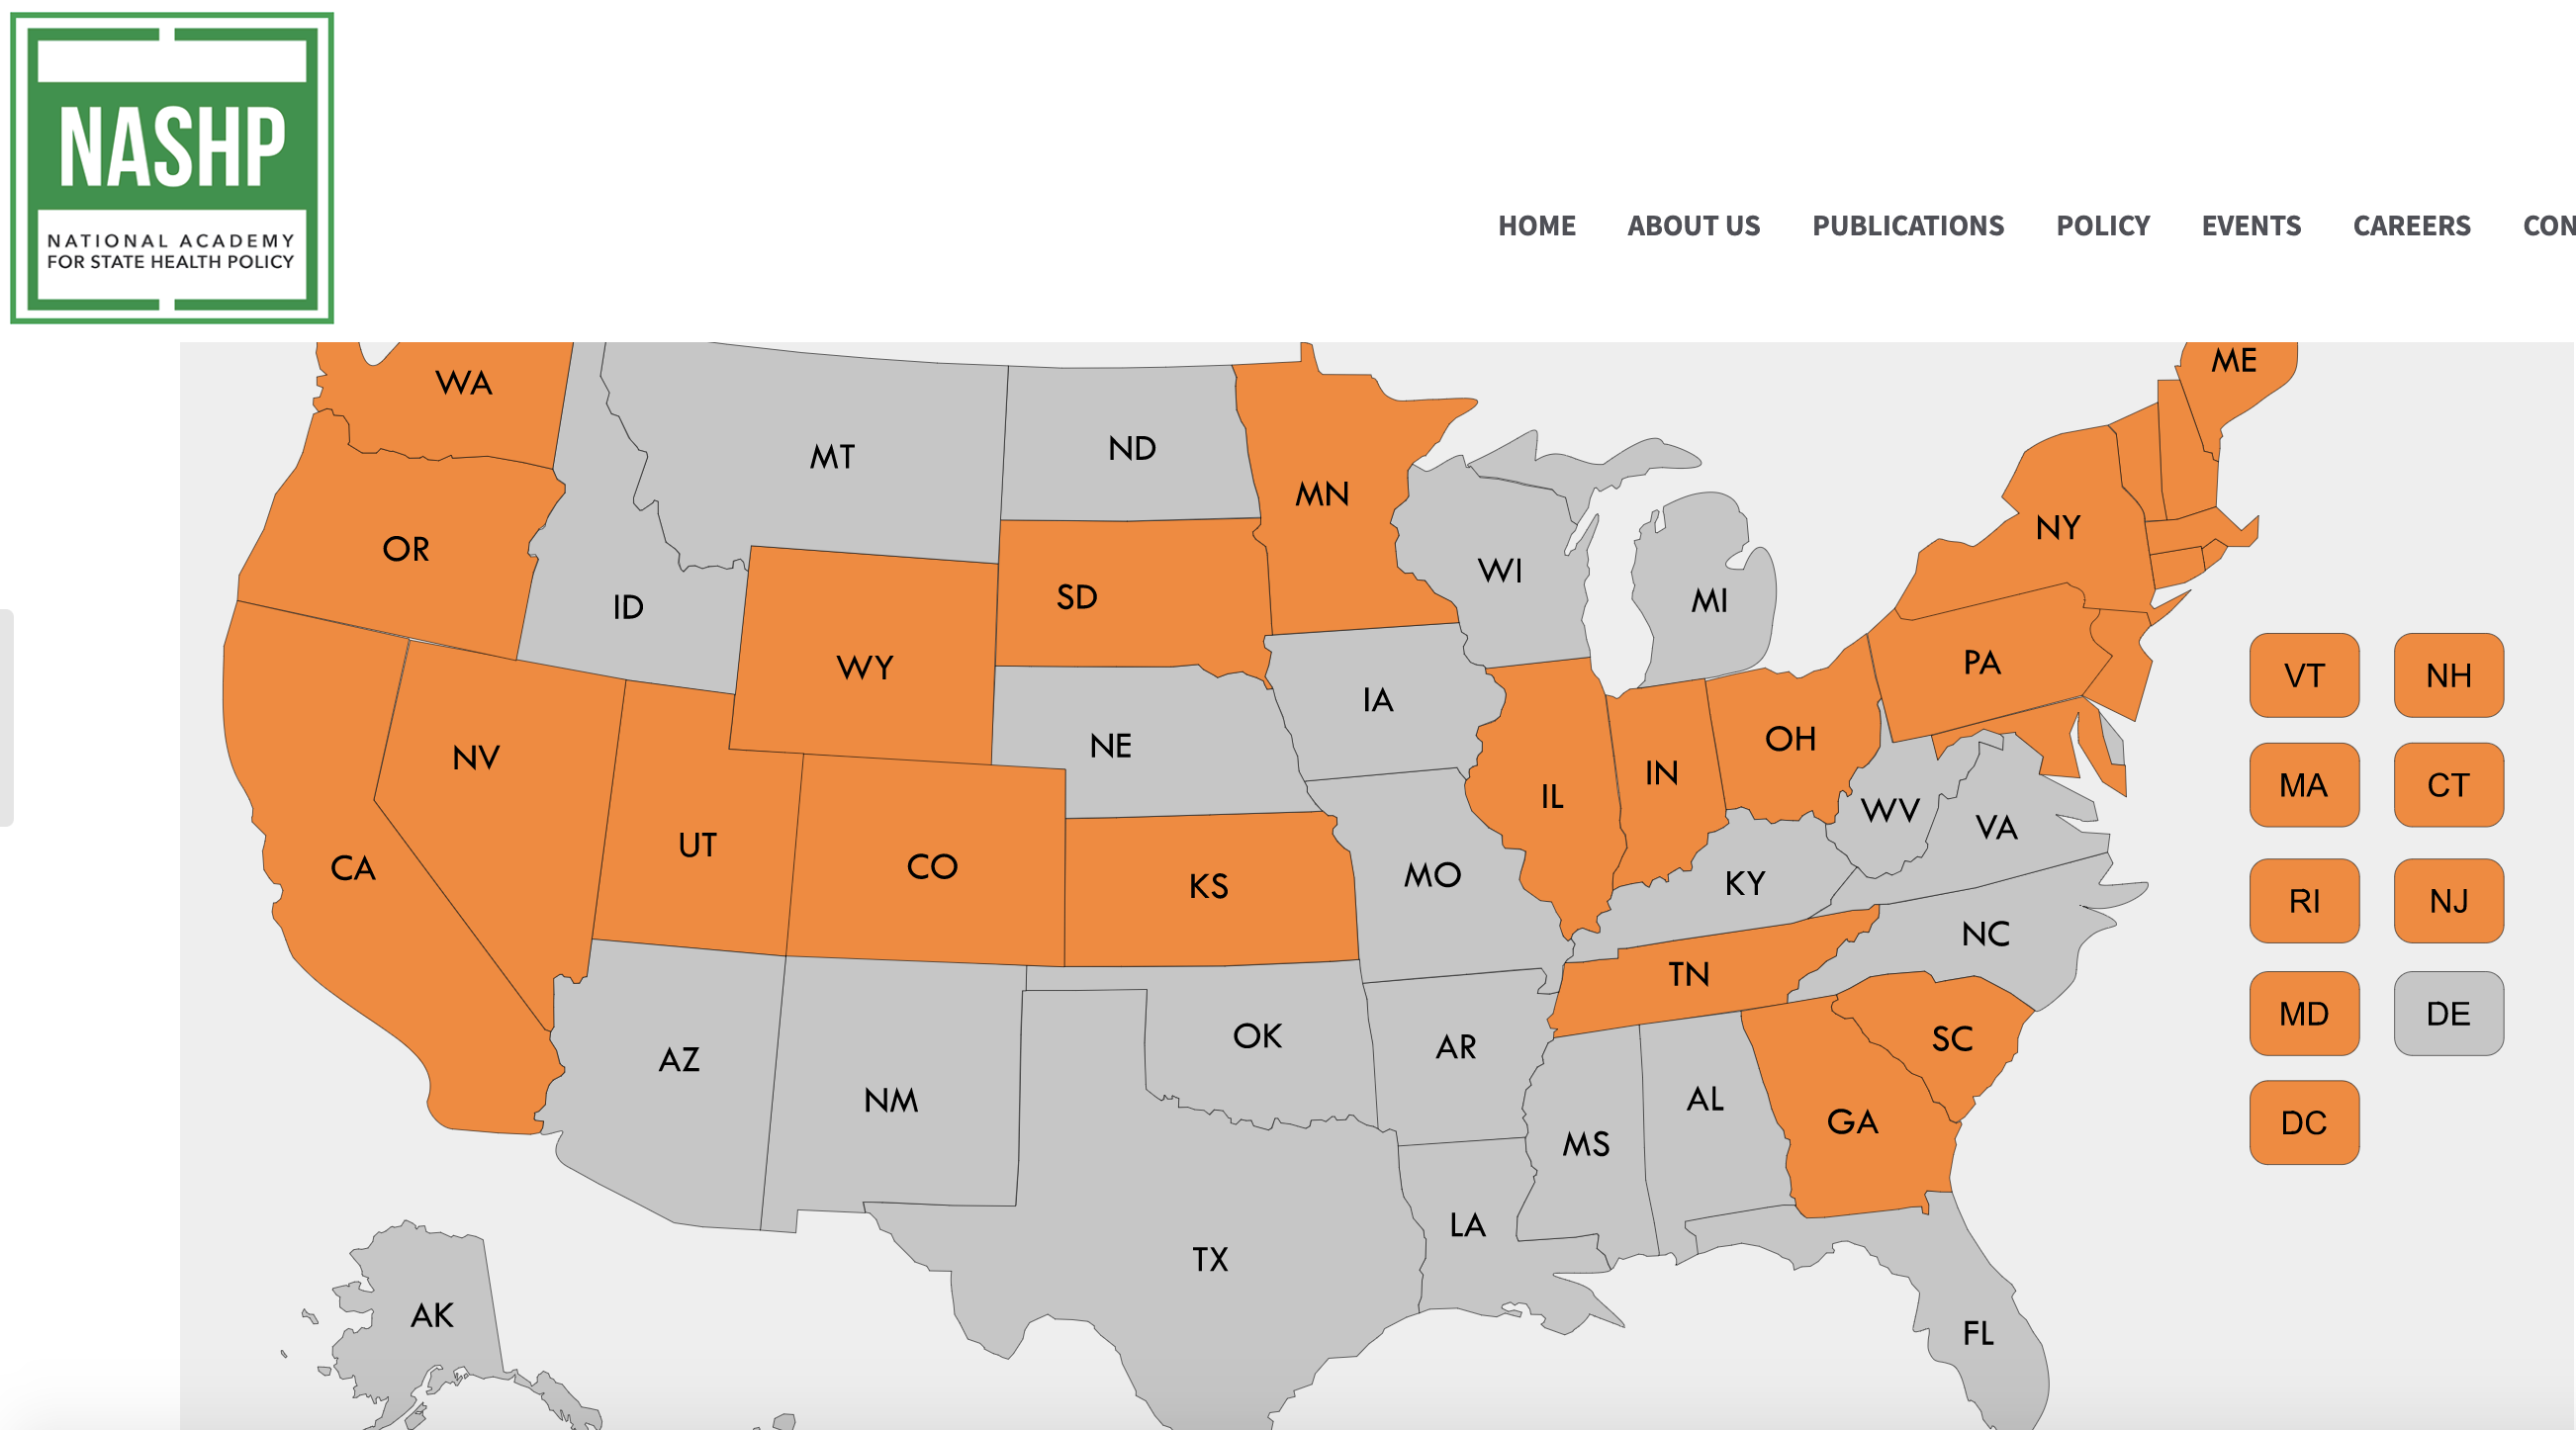 NASHP
NATIONAL ACADEMY
FOR STATE HEALTH POLICY
HOME ABOUT US PUBLICATIONS POLICY EVENTS CAREERS CON
WA
ME
MT
ND
MN
NY
OR
WI
SD
ID
MI
WY
PA
VT NH
IA
NE
OH
NV
IN
IL
MA CT
WV
VA
UT
CO
CA
MO
KY
KS
RI NJ
NC
TN
MD DE
OK
SC
AR
AZ
NM
AL
GA
DC
MS
LA
TX
AK
FL